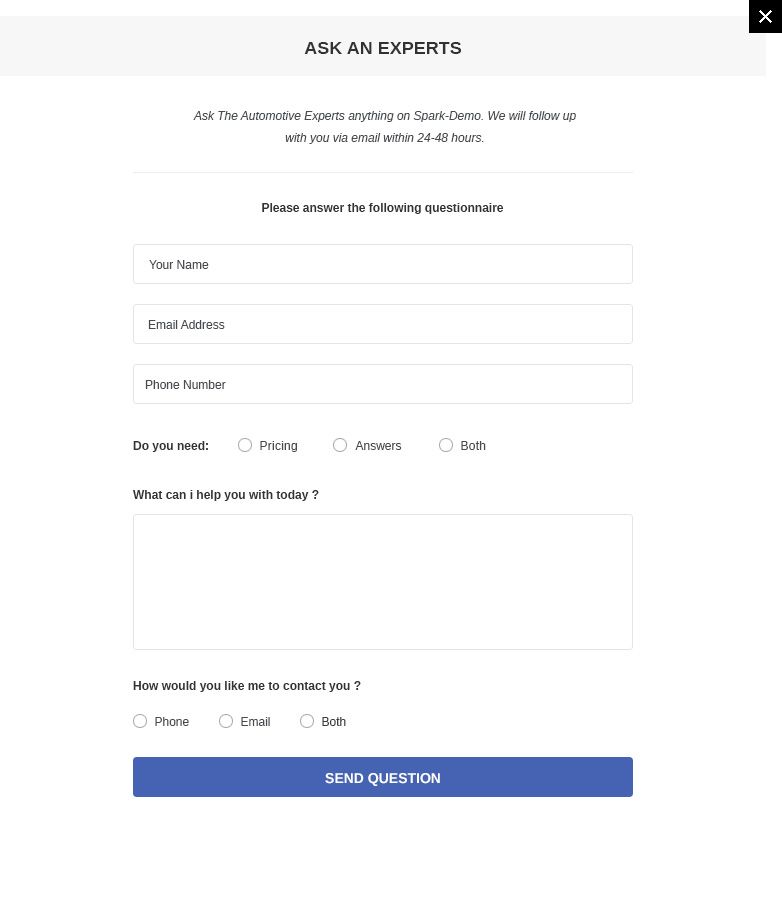 ASK AN EXPERTS
Ask The Automotive Experts anything on Spark-Demo. We will follow up
with you via email within 24-48 hours.
Please answer the following questionnaire
Your Name
Email Address
Phone Number
Do you need: Pricing Answers Both
What can i help you with today ?
How would you like me to contact you ?
Phone Email Both
SEND QUESTION